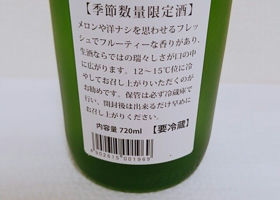 【季節数量限定酒】
メロンや洋ナシを思わせるフレッ
シュでフルーティーな香りがあり、
生酒ならではの瑞々しさが口の中
に広がります。12～15℃位に冷
やしてお召し上がりいただくのが
お勧めです。保管は必ず冷蔵庫で
行い、開封後は出来るだけ早めに
お召し上がりください。
内容量 720ml 【要冷蔵】